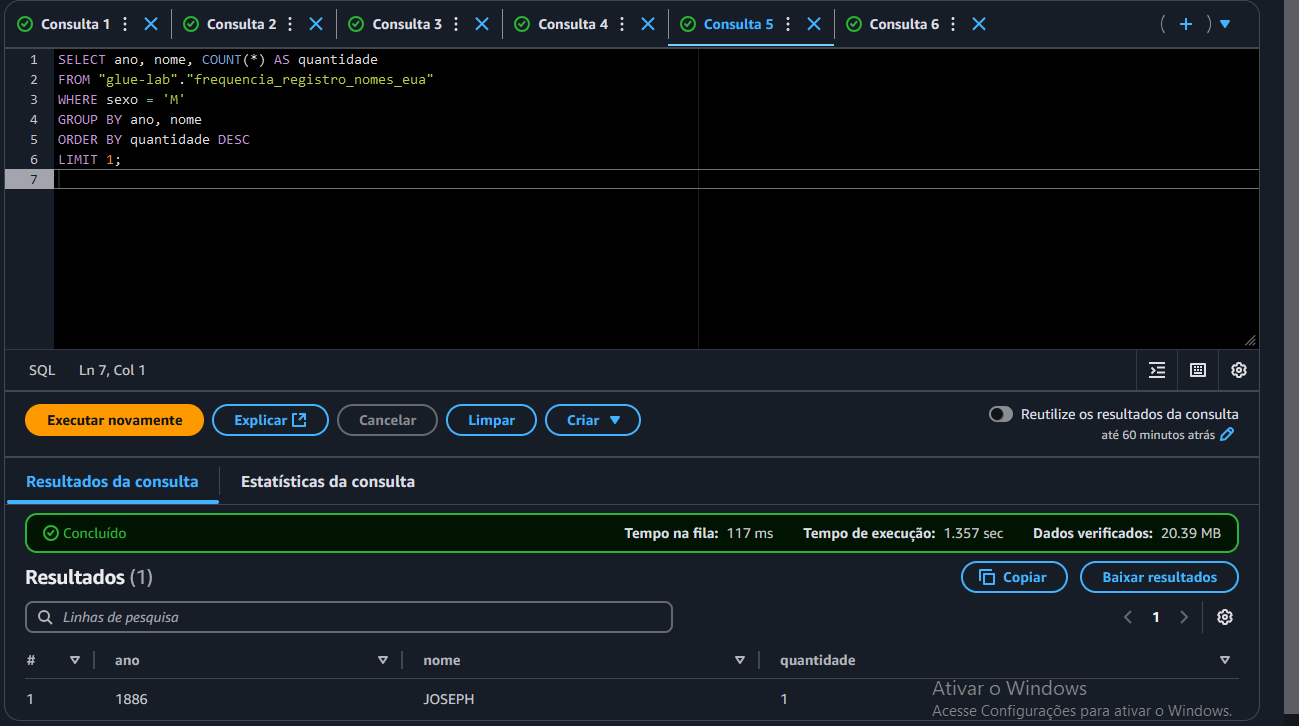 Consulta 1 Consulta 2 Consulta 3 Consulta 4 Consulta 5 Consulta 6
1 SELECT ano, nome, COUNT(*) AS quantidade
2 FROM "glue-lab"."frequencia_registro_nomes_eua"
3 WHERE sexo = 'M'
4 GROUP BY ano, nome
5 ORDER BY quantidade DESC
6 LIMIT 1;
7
SQL Ln 7, Col 1
Executar novamente Explicar Cancelar Limpar Criar Reutilize os resultados da consulta
até 60 minutos atrás
Resultados da consulta Estatísticas da consulta
Concluído Tempo na fila: 117 ms Tempo de execução: 1.357 sec Dados verificados: 20.39 MB
Resultados (1) Copiar Baixar resultados
Linhas de pesquisa 1
# ano nome quantidade
1 1886 JOSEPH 1
Ativar o Windows
Acesse Configurações para ativar o Windows.